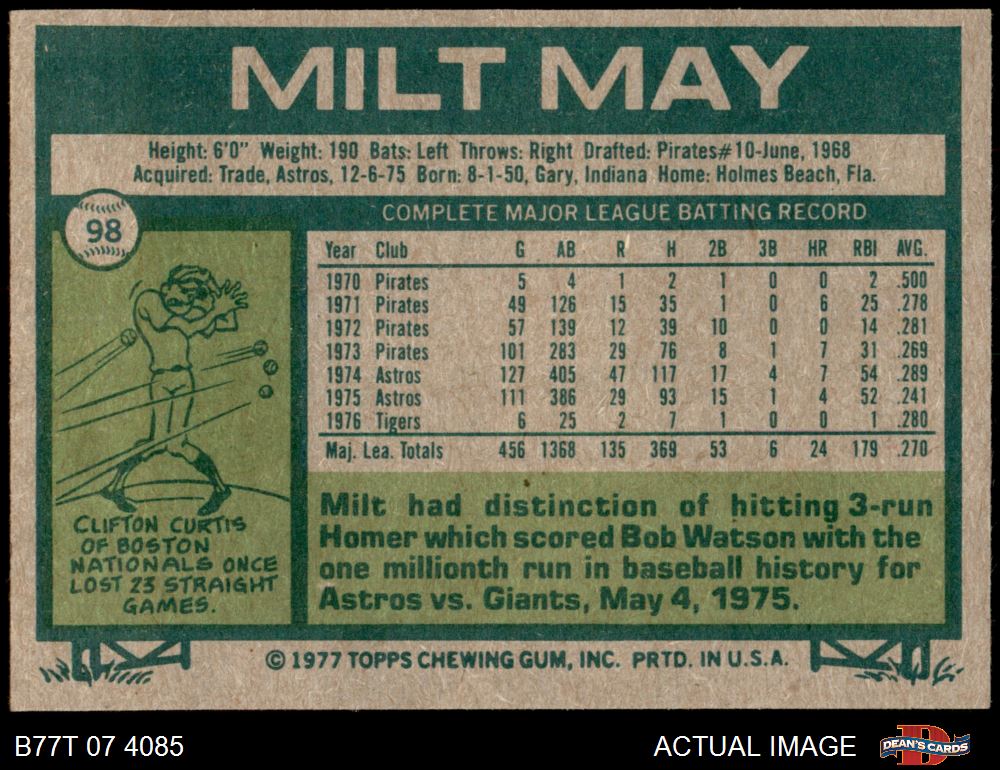 MILT MAY
Height: 6'0" Weight: 190 Bats: Left Throws: Right Drafted: Pirates#10-June, 1968
Acquired: Trade, Astros, 12-6-75 Born: 8-1-50, Gary, Indiana Home: Holmes Beach, Fla.
98
COMPLETE MAJOR LEAGUE BATTING RECORD
Year Club G AB R H 2B 3B HR RBI AVG.
1970 Pirates 5 4 1 2 1 0 0 2 .500
1971 Pirates 49 126 15 35 1 0 6 25 .278
1972 Pirates 57 139 12 39 10 0 0 14 .281
1973 Pirates 101 283 29 76 8 1 7 31 .269
1974 Astros 127 405 47 117 17 4 7 54 .289
1975 Astros 111 386 29 93 15 1 4 52 .241
1976 Tigers 6 25 2 7 1 0 0 1 .280
Maj. Lea. Totals 456 1368 135 369 53 6 24 179 .270
CLIFTON CURTIS
OF BOSTON
NATIONALS ONCE
LOST 23 STRAIGHT
GAMES.
Milt had distinction of hitting 3-run
Homer which scored Bob Watson with the
one millionth run in baseball history for
Astros vs. Giants, May 4, 1975.
© 1977 TOPPS CHEWING GUM, INC. PRTD. IN U.S.A.
B77T 07 4085
ACTUAL IMAGE
D
DEAN'S CARDS